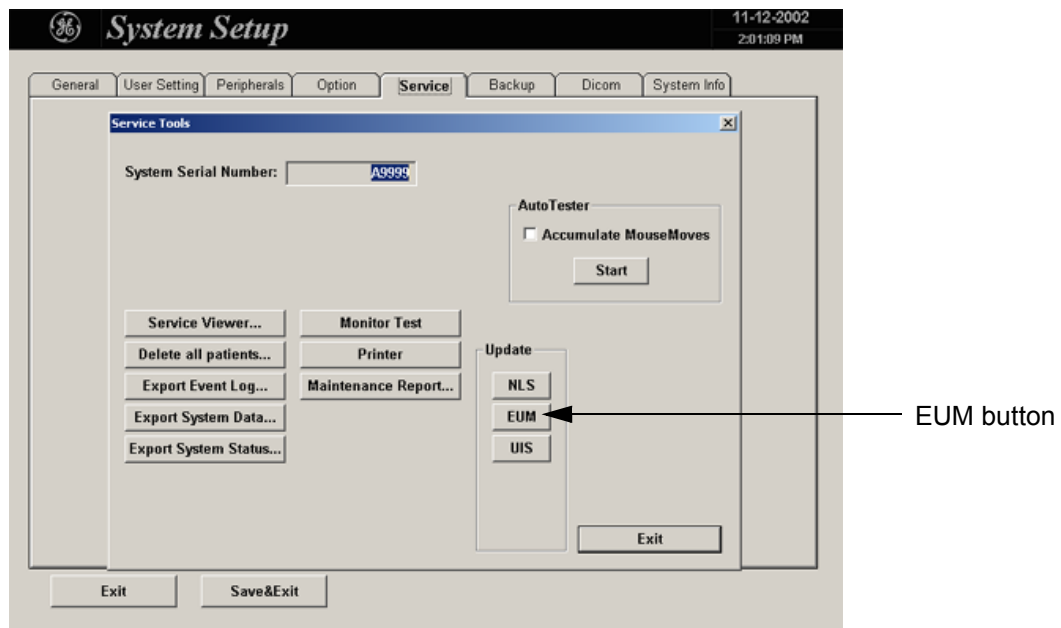 System Setup
11-12-2002
2:01:09 PM
General User Setting Peripherals Option Service Backup Dicom System Info
Service Tools
System Serial Number: A9999
AutoTester
Accumulate MouseMoves
Start
Service Viewer... Monitor Test
Delete all patients... Printer
Export Event Log... Maintenance Report...
Export System Data...
Export System Status...
Update
NLS
EUM
UIS
EUM button
Exit
Exit Save&Exit